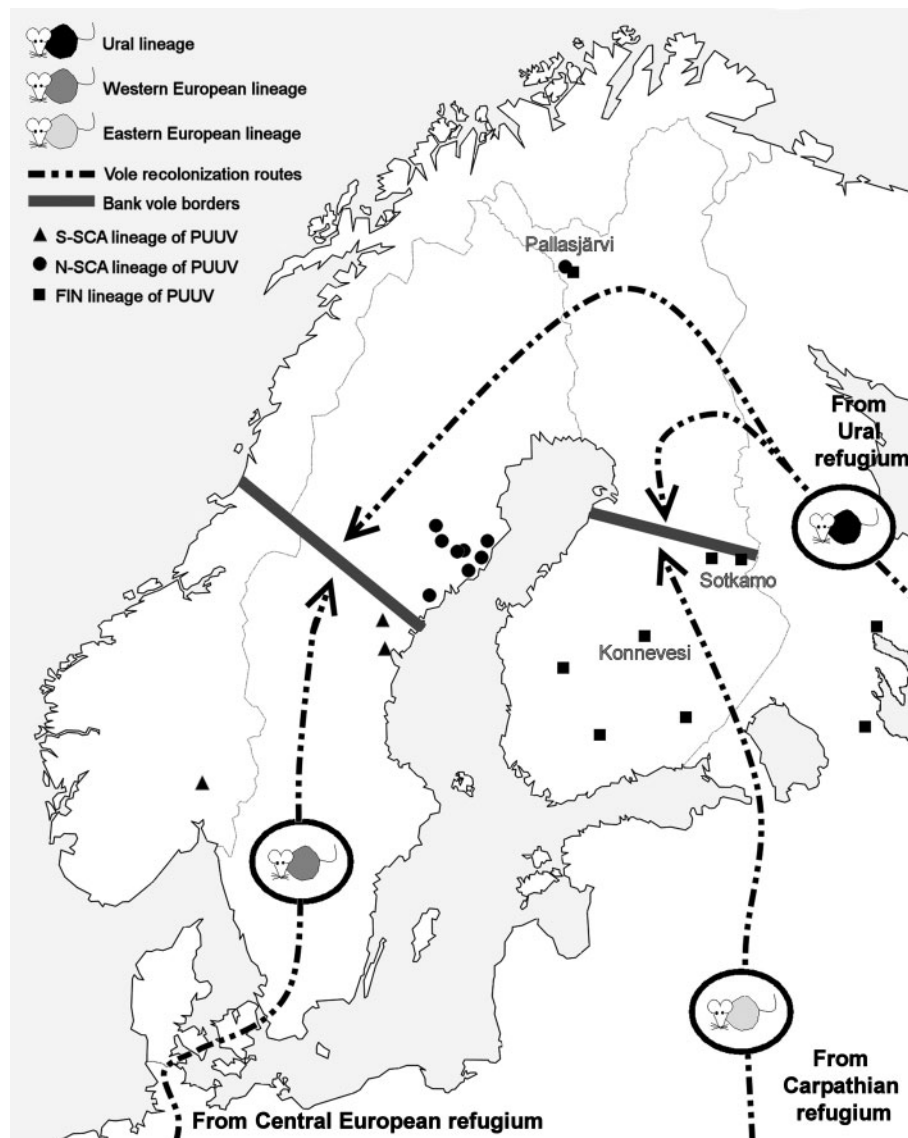 Ural lineage
Western European lineage
Eastern European lineage
Vole recolonization routes
Bank vole borders
S-SCA lineage of PUUV
N-SCA lineage of PUUV
FIN lineage of PUUV
Pallasjärvi
From
Ural
refugium
Sotkamo
Konnevesi
From
Carpathian
refugium
From Central European refugium